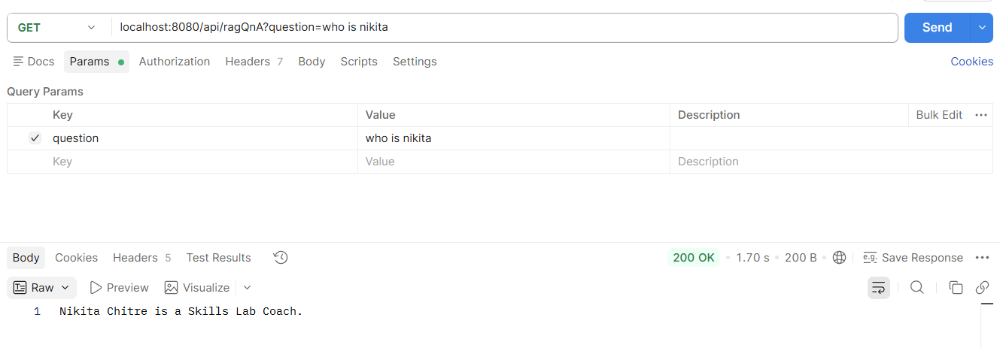 GET localhost:8080/api/ragQnA?question=who is nikita Send
Docs Params Authorization Headers 7 Body Scripts Settings Cookies
Query Params
Key Value Description Bulk Edit
question who is nikita
Key Value Description
Body Cookies Headers 5 Test Results 200 OK 1.70 s 200 B e.g. Save Response
Raw Preview Visualize
1 Nikita Chitre is a Skills Lab Coach.